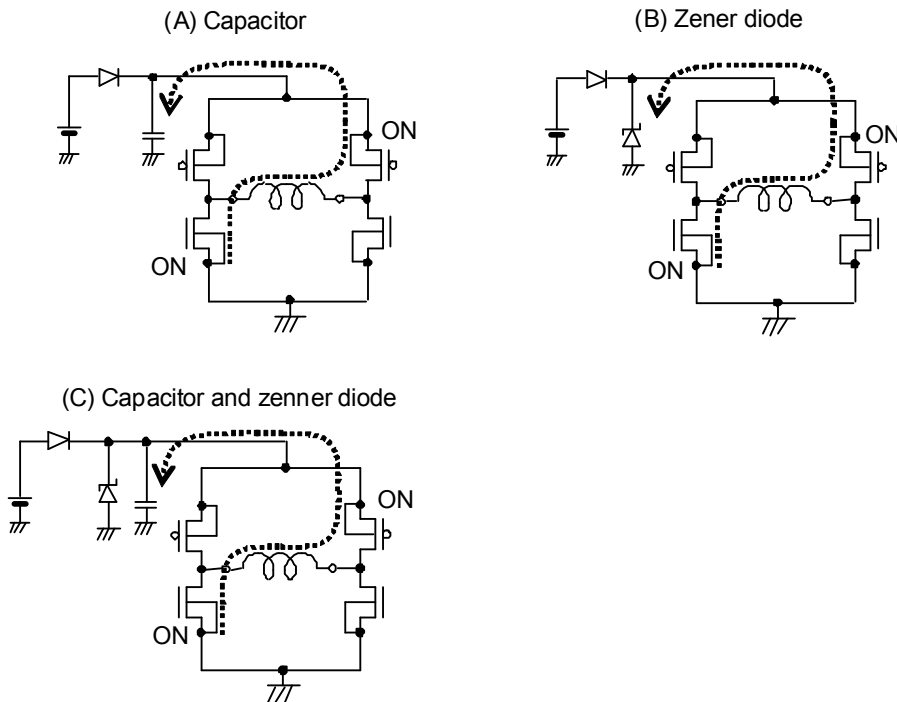 (A) Capacitor
(B) Zener diode
ON
ON
ON
ON
(C) Capacitor and zenner diode
ON
ON